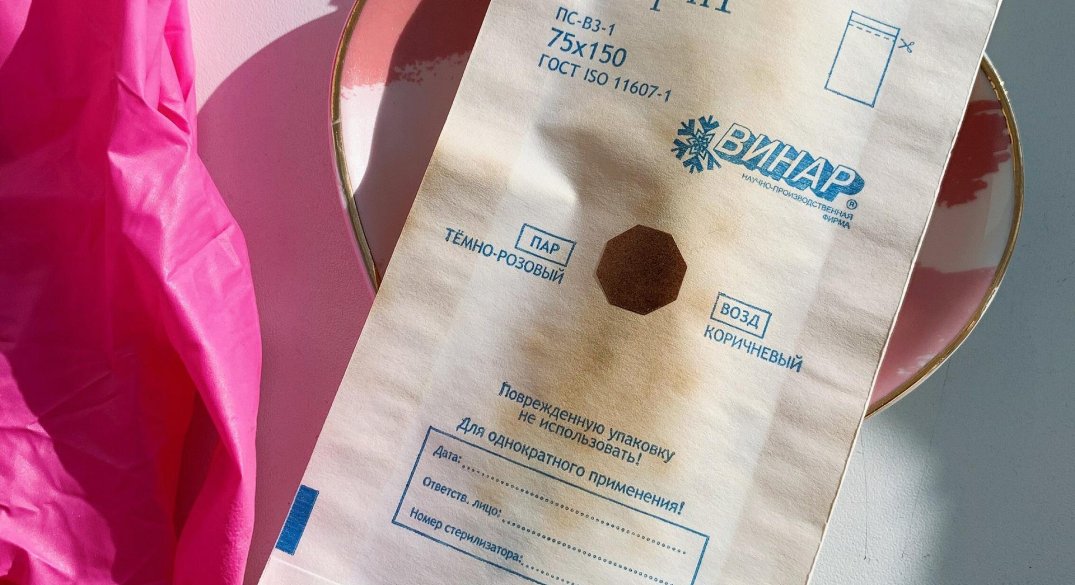 ПС-ВЗ-1
75х150
ГОСТ ISO 11607-1
ВИНАР®
НАУЧНО-ПРОИЗВОДСТВЕННАЯ
ФИРМА
ПАР
ТЁМНО-РОЗОВЫЙ
ВОЗД
КОРИЧНЕВЫЙ
Поврежденную упаковку
не использовать!
Для однократного применения!
Дата:
Ответств. лицо:
Номер стерилизатора: